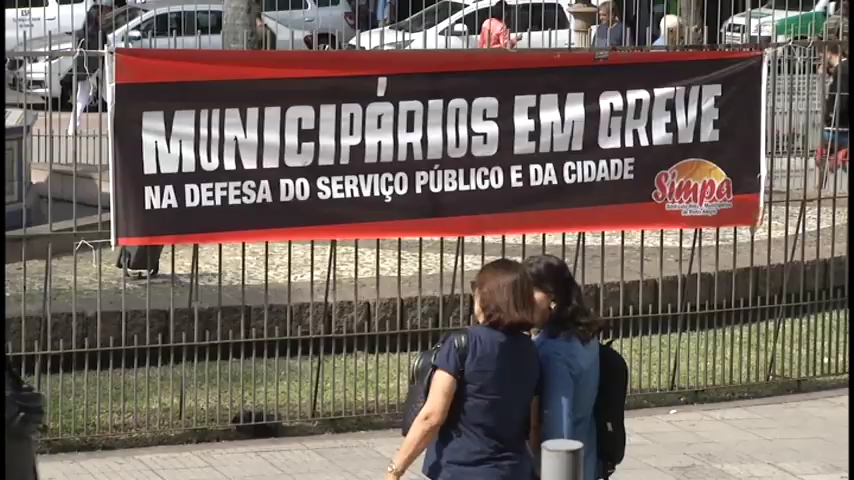 MUNICIPÁRIOS EM GREVE
NA DEFESA DO SERVIÇO PÚBLICO E DA CIDADE
Simpa